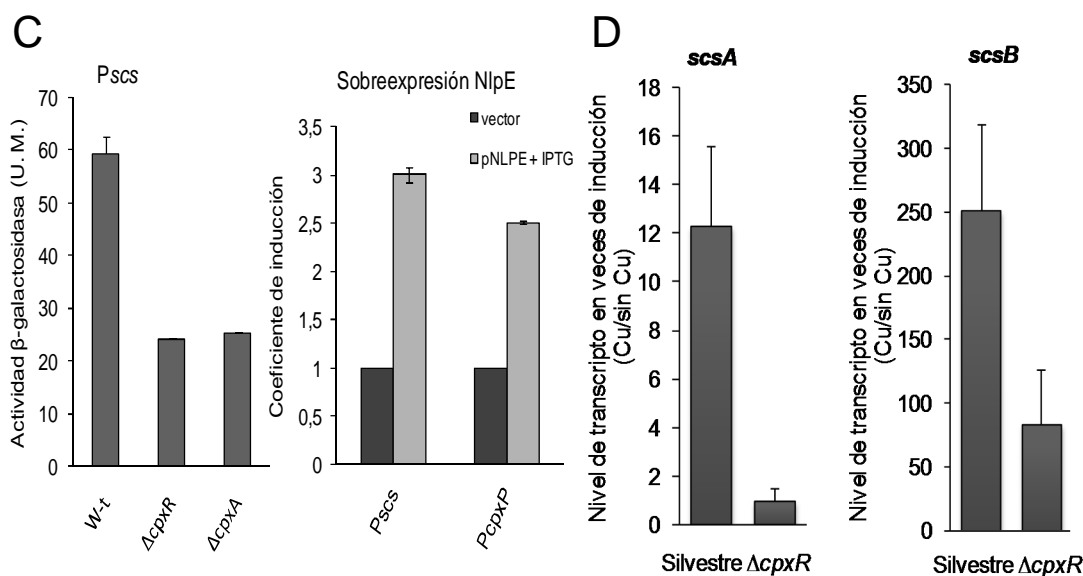 C
Pscs
Actividad β-galactosidasa (U. M.)
70
60
50
40
30
20
10
0
W-t
ΔcpxR
ΔcpxA
Sobreexpresión NlpE
vector
pNLPE + IPTG
Coeficiente de inducción
3,5
3
2,5
2
1,5
1
0,5
0
Pscs
PcpxP
D
scsA
Nivel de transcripto en veces de inducción
(Cu/sin Cu)
18
16
14
12
10
8
6
4
2
0
Silvestre ΔcpxR
scsB
Nivel de transcripto en veces de inducción
(Cu/sin Cu)
350
300
250
200
150
100
50
0
Silvestre ΔcpxR